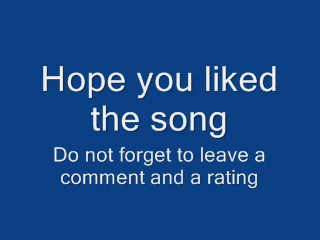 Hope you liked
the song
Do not forget to leave a
comment and a rating